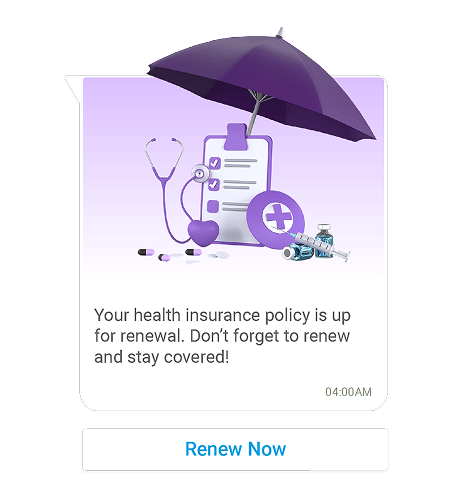 Your health insurance policy is up
for renewal. Don’t forget to renew
and stay covered!
04:00AM
Renew Now